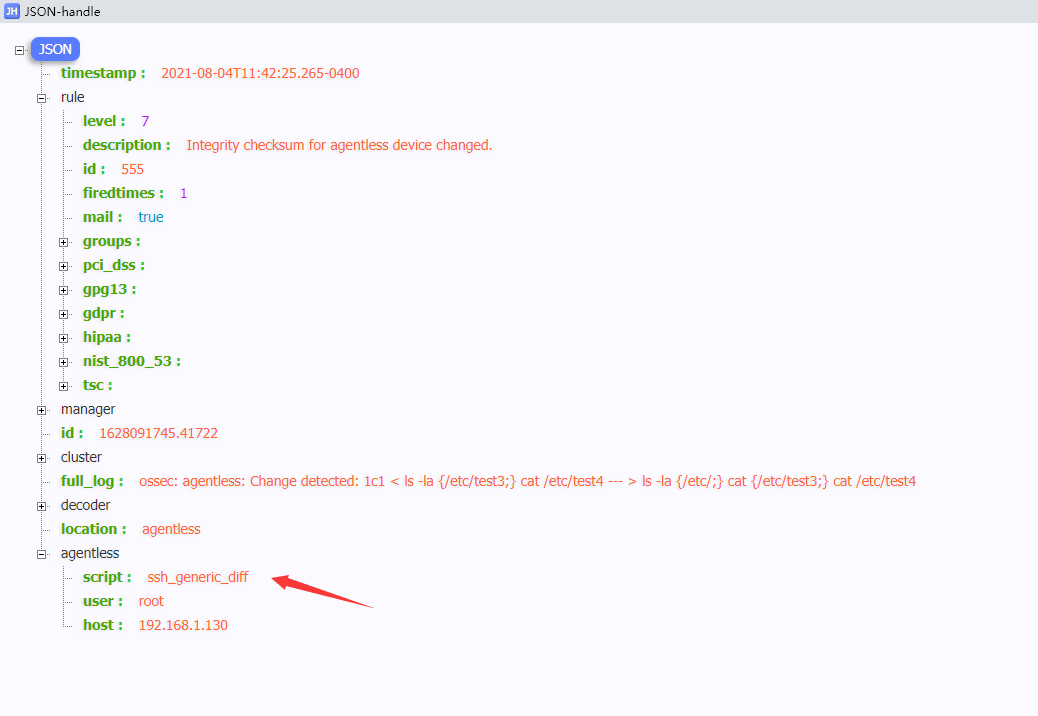 JH JSON-handle
JSON
timestamp : 2021-08-04T11:42:25.265-0400
rule
level : 7
description : Integrity checksum for agentless device changed.
id : 555
firedtimes : 1
mail : true
groups :
pci_dss :
gpg13 :
gdpr :
hipaa :
nist_800_53 :
tsc :
manager
id : 1628091745.41722
cluster
full_log : ossec: agentless: Change detected: 1c1 < ls -la {/etc/test3;} cat /etc/test4 --- > ls -la {/etc/;} cat {/etc/test3;} cat /etc/test4
decoder
location : agentless
agentless
script : ssh_generic_diff
user : root
host : 192.168.1.130